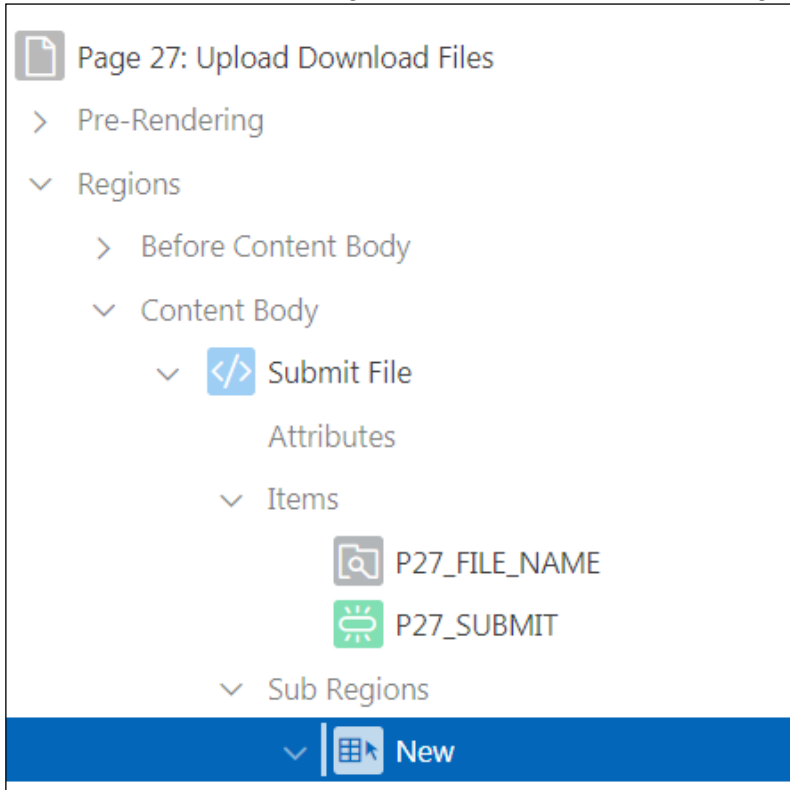 Page 27: Upload Download Files
Pre-Rendering
Regions
Before Content Body
Content Body
</> Submit File
Attributes
Items
P27_FILE_NAME
P27_SUBMIT
Sub Regions
New